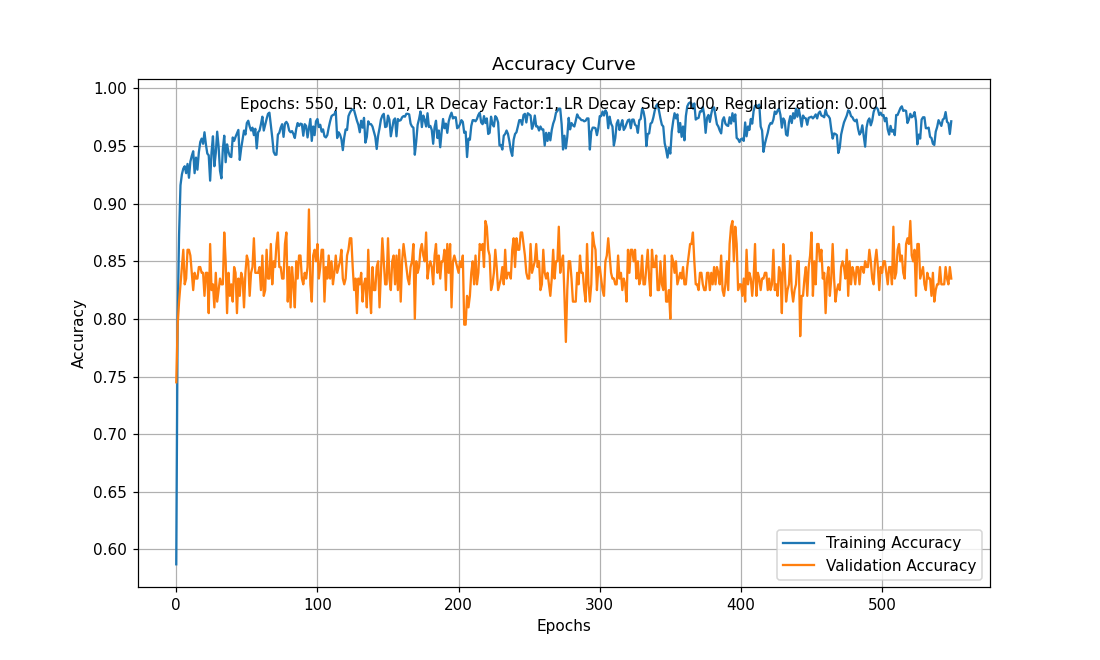 Accuracy Curve
Epochs: 550, LR: 0.01, LR Decay Factor:1, LR Decay Step: 100, Regularization: 0.001
1.00
0.95
0.90
0.85
0.80
0.75
0.70
0.65
0.60
Accuracy
Training Accuracy
Validation Accuracy
0 100 200 300 400 500
Epochs